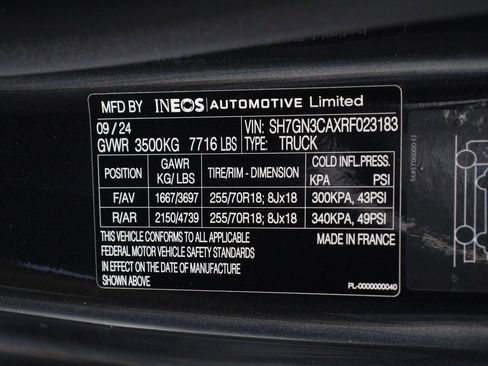 MFD BY INEOS AUTOMOTIVE Limited
09 / 24 VIN: SH7GN3CAXRF023183
GVWR 3500KG 7716 LBS TYPE: TRUCK
POSITION GAWR KG/ LBS TIRE/RIM - DIMENSION COLD INFL.PRESS. KPA PSI
F/AV 1667/3697 255/70R18; 8Jx18 300KPA, 43PSI
R/AR 2150/4739 255/70R18; 8Jx18 340KPA, 49PSI
THIS VEHICLE CONFORMS TO ALL APPLICABLE MADE IN FRANCE
FEDERAL MOTOR VEHICLE SAFETY STANDARDS
IN EFFECT ON THE DATE OF MANUFACTURE
SHOWN ABOVE PL-0000000040